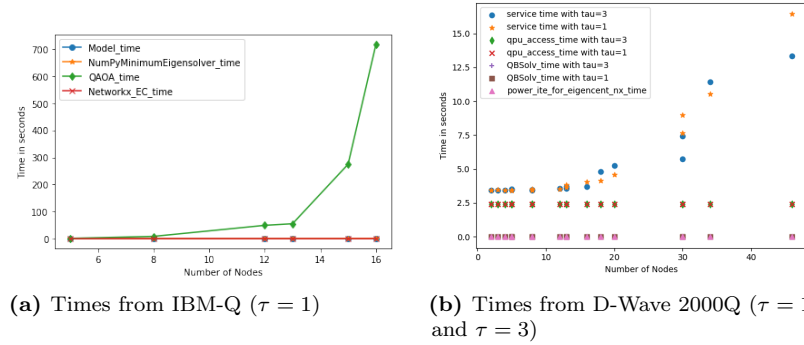 700
600
500
400
300
200
100
0
Time in seconds
Model_time
NumPyMinimumEigensolver_time
QAOA_time
Networkx_EC_time
6 8 10 12 14 16
Number of Nodes
(a) Times from IBM-Q (τ = 1)
15.0
12.5
10.0
7.5
5.0
2.5
0.0
Time in seconds
service time with tau=3
service time with tau=1
qpu_access_time with tau=3
qpu_access_time with tau=1
QBSolv_time with tau=3
QBSolv_time with tau=1
power_ite_for_eigencent_nx_time
0 10 20 30 40
Number of Nodes
(b) Times from D-Wave 2000Q (τ = 1
and τ = 3)